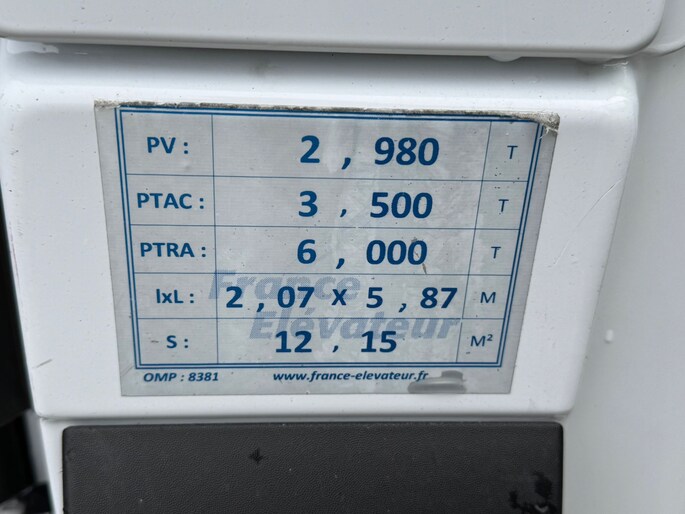 PV : 2 , 980 T
PTAC : 3 , 500 T
PTRA : 6 , 000 T
lxL : 2 , 07 x 5 , 87 M
France
Elévateur
S : 12 , 15 M²
OMP : 8381 www.france-elevateur.fr